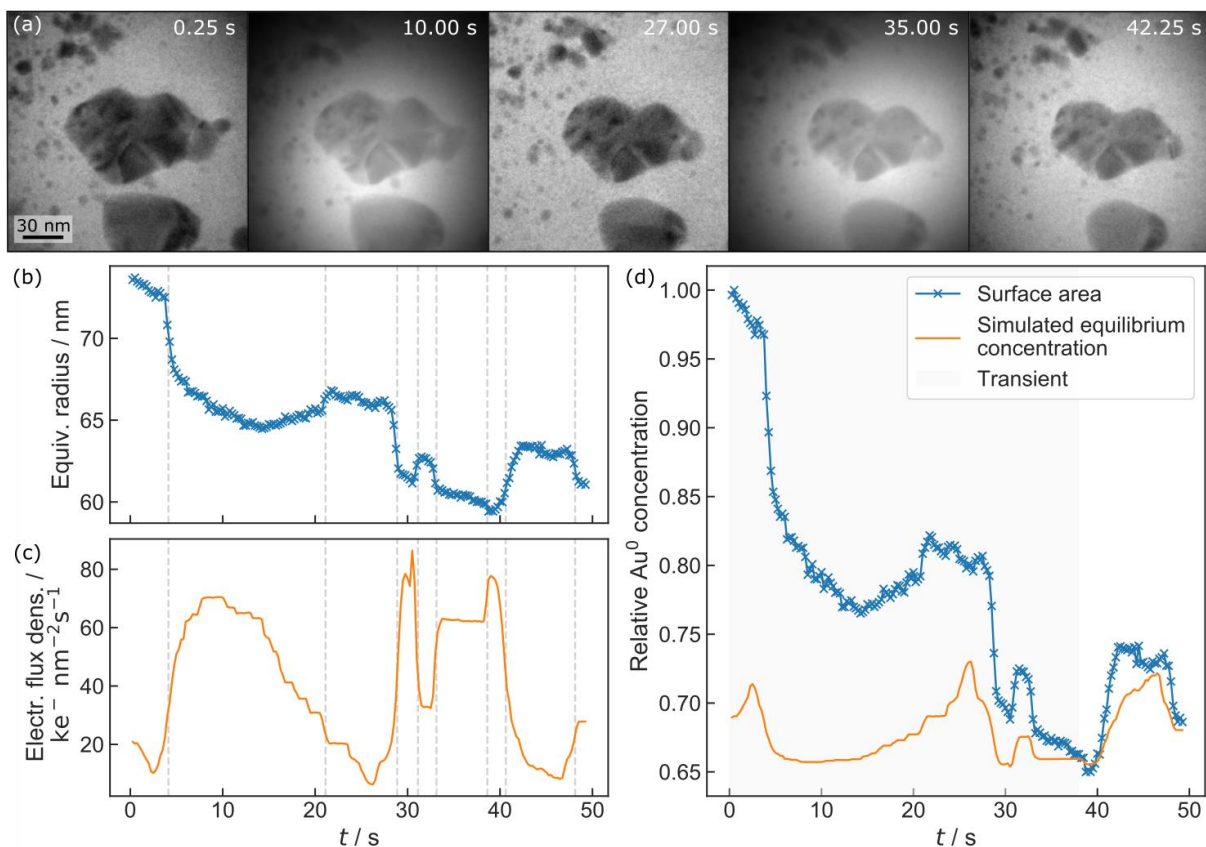 (a)
0.25 s
10.00 s
27.00 s
35.00 s
42.25 s
30 nm
(b)
Equiv. radius / nm
70
65
60
(c)
Electr. flux dens. /
ke⁻ nm⁻²s⁻¹
80
60
40
20
0
10
20
30
40
50
t / s
(d)
Relative Au⁰ concentration
1.00
0.95
0.90
0.85
0.80
0.75
0.70
0.65
Surface area
Simulated equilibrium
concentration
Transient
0
10
20
30
40
50
t / s